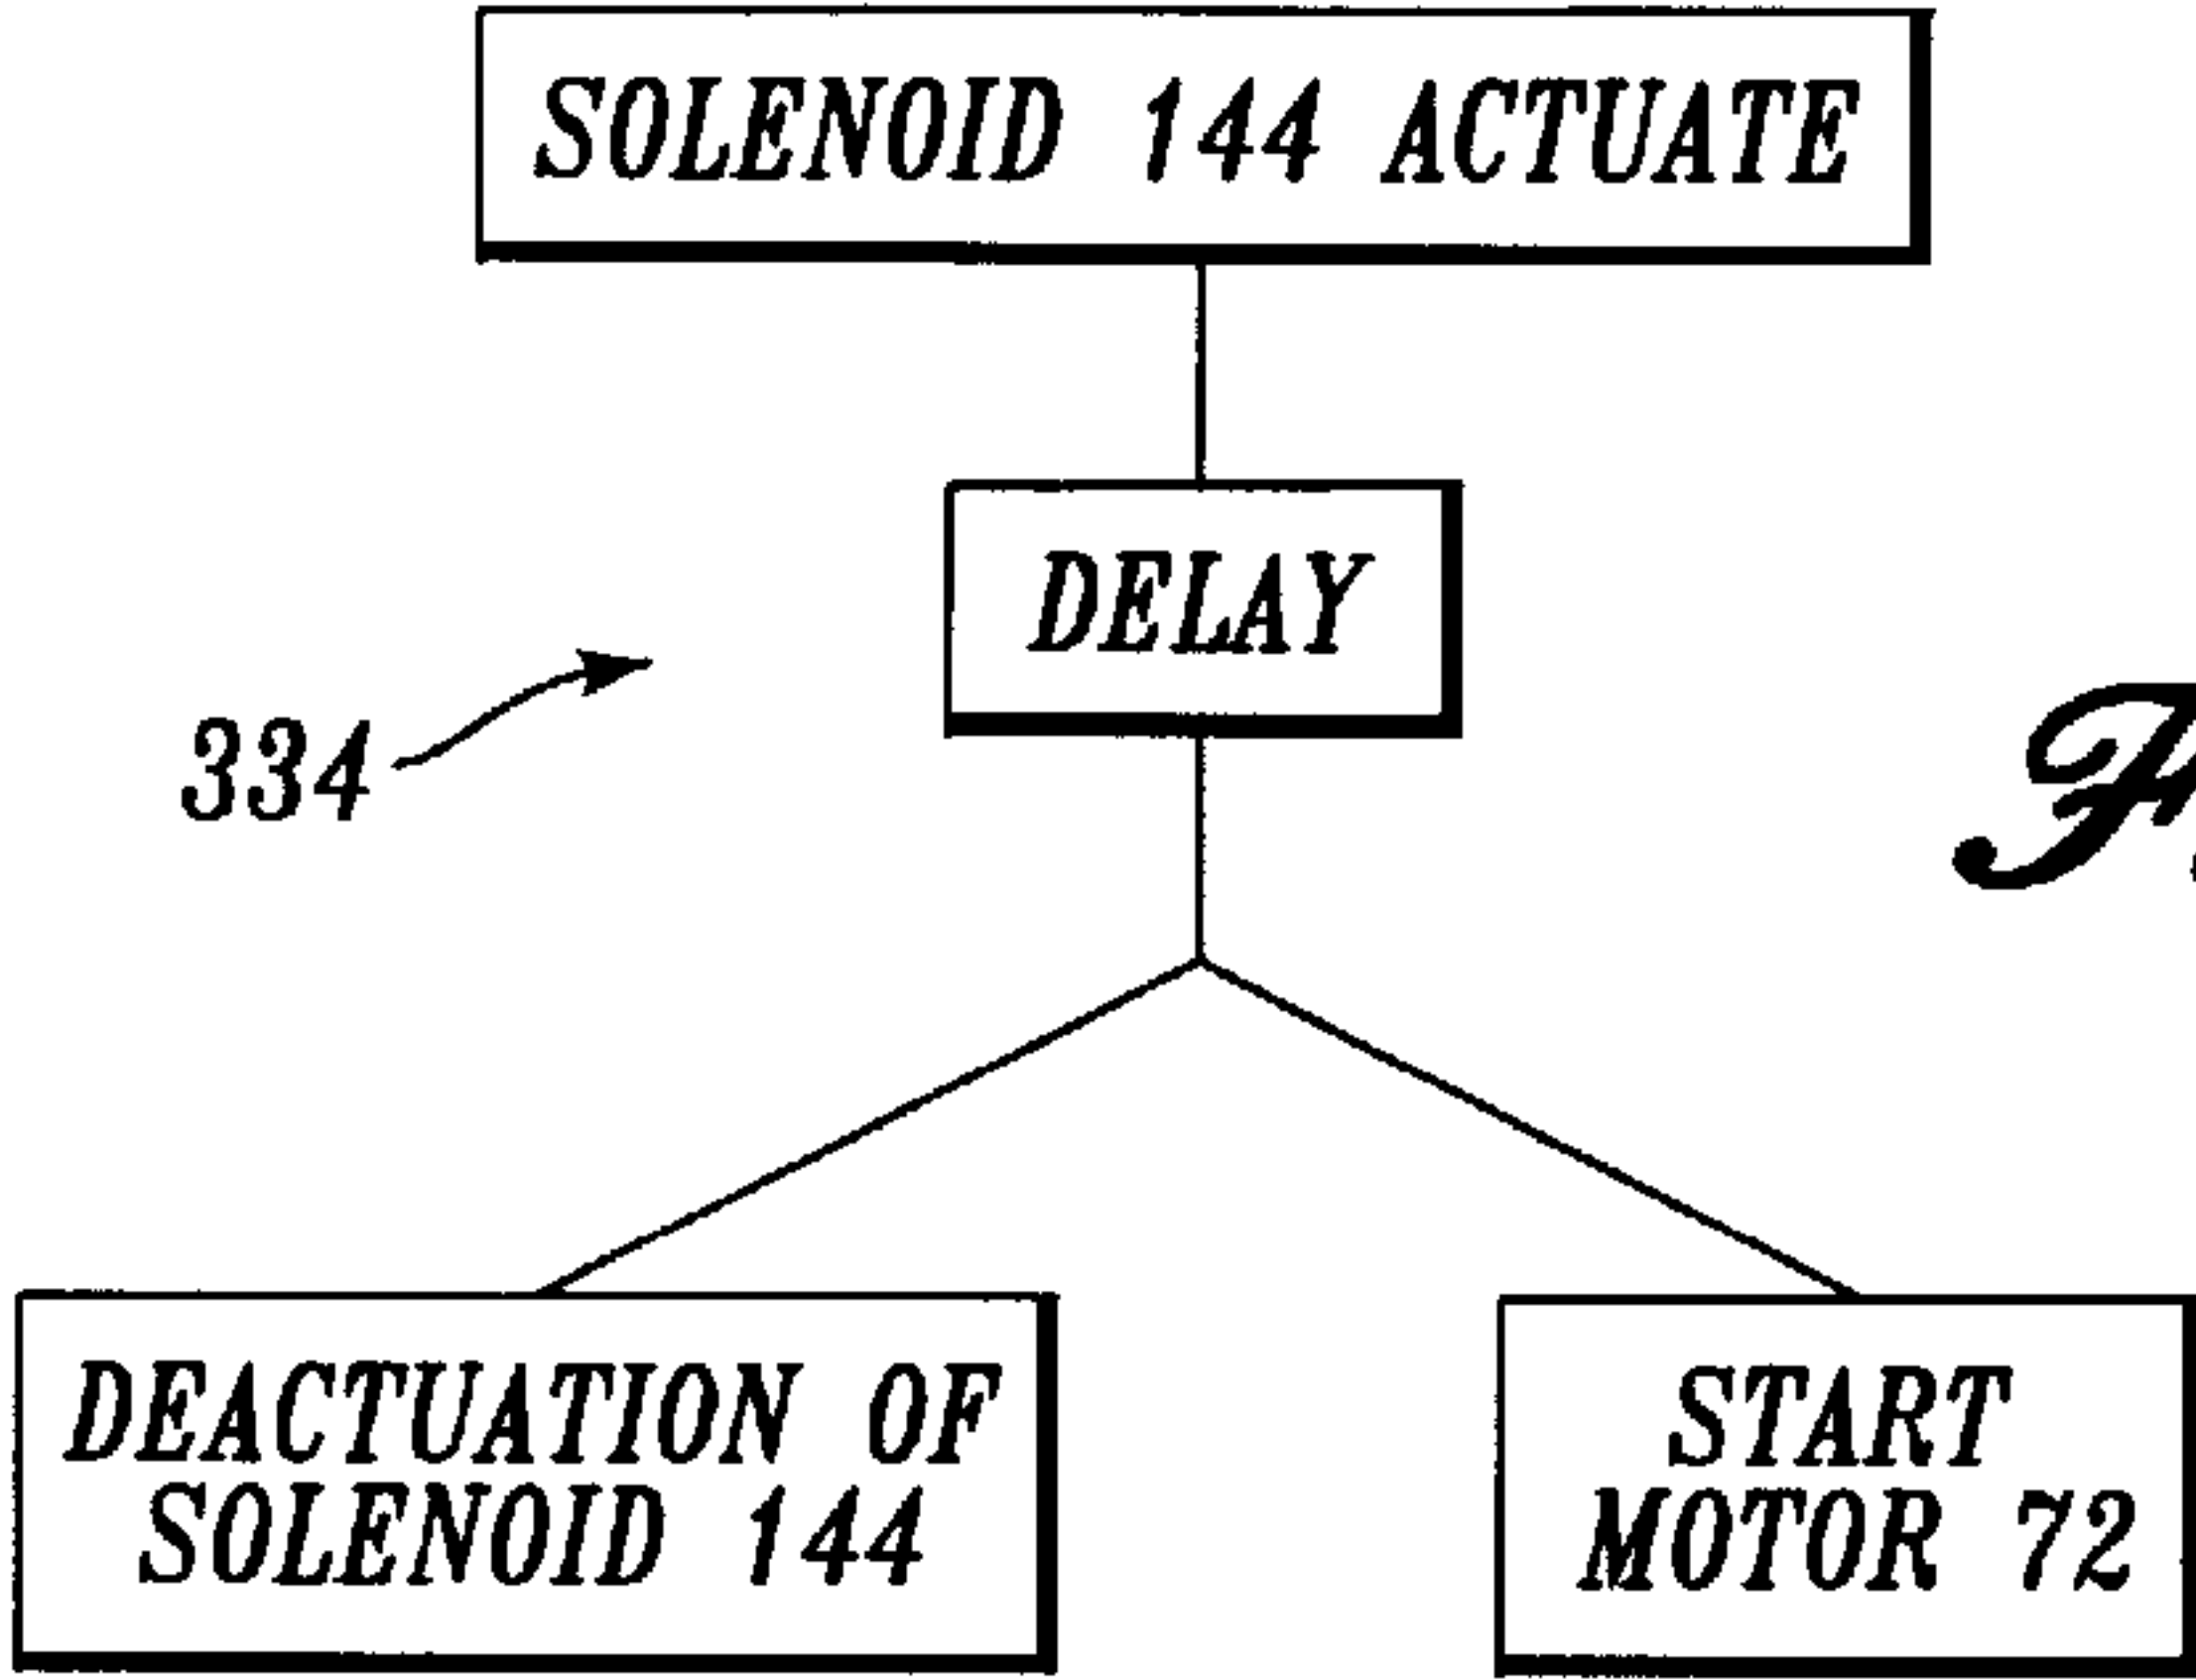 SOLENOID 144 ACTUATE
DELAY
334
DEACTUATION OF
SOLENOID 144
START
MOTOR 72